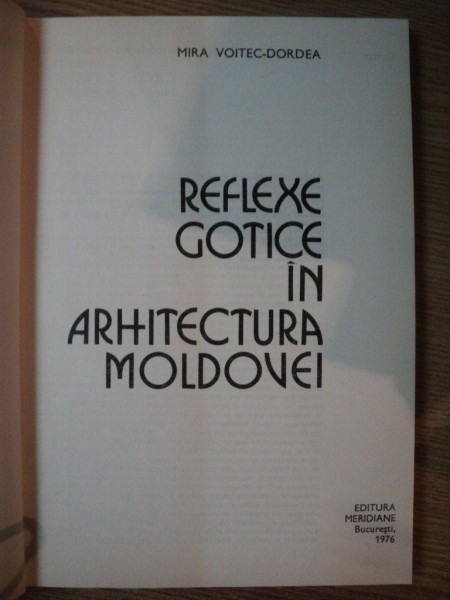 MIRA VOITEC-DORDEA
REFLEXE
GOTICE
ÎN
ARHITECTURA
MOLDOVEI
EDITURA
MERIDIANE
București,
1976